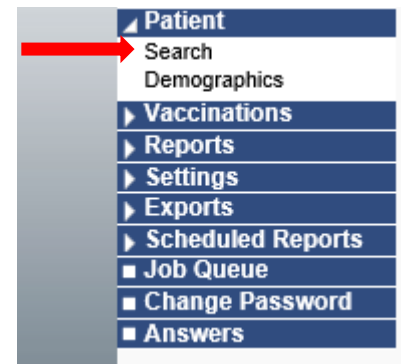 Patient
Search
Demographics
Vaccinations
Reports
Settings
Exports
Scheduled Reports
Job Queue
Change Password
Answers